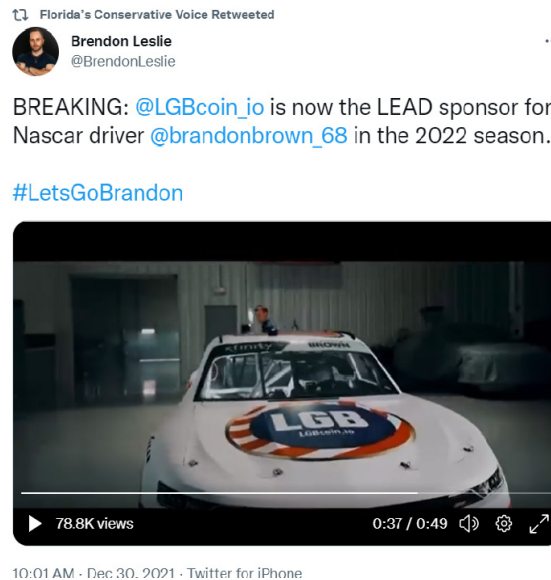 Florida's Conservative Voice Retweeted
Brendon Leslie
@BrendonLeslie
BREAKING: @LGBcoin_io is now the LEAD sponsor for
Nascar driver @brandonbrown_68 in the 2022 season.
#LetsGoBrandon
xfinity BROWN
LGB
LGBcoin.io
78.8K views 0:37 / 0:49
10:01 AM · Dec 30, 2021 · Twitter for iPhone